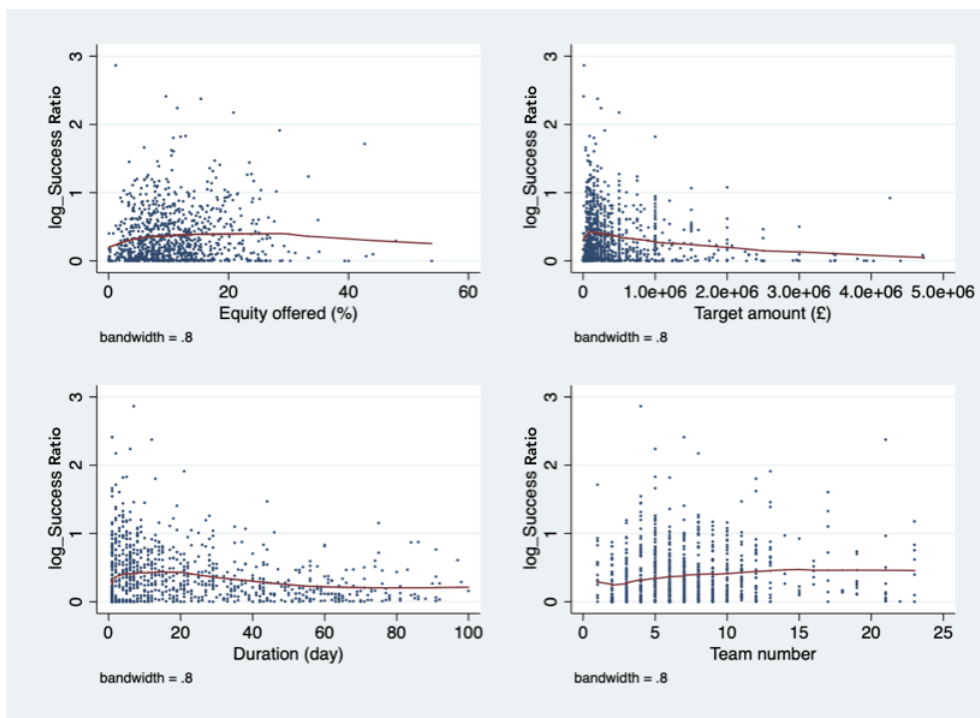 log_Success Ratio
3
2
1
0
0 20 40 60
Equity offered (%)
bandwidth = .8
log_Success Ratio
3
2
1
0
0 1.0e+06 2.0e+06 3.0e+06 4.0e+06 5.0e+06
Target amount (£)
bandwidth = .8
log_Success Ratio
3
2
1
0
0 20 40 60 80 100
Duration (day)
bandwidth = .8
log_Success Ratio
3
2
1
0
0 5 10 15 20 25
Team number
bandwidth = .8